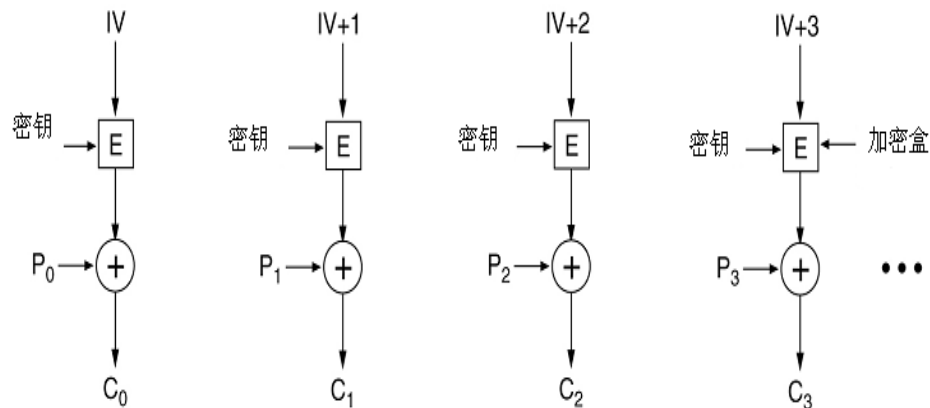 IV IV+1 IV+2 IV+3
密钥 E 密钥 E 密钥 E 密钥 E 加密盒
P0 + P1 + P2 + P3 + •••
C0 C1 C2 C3